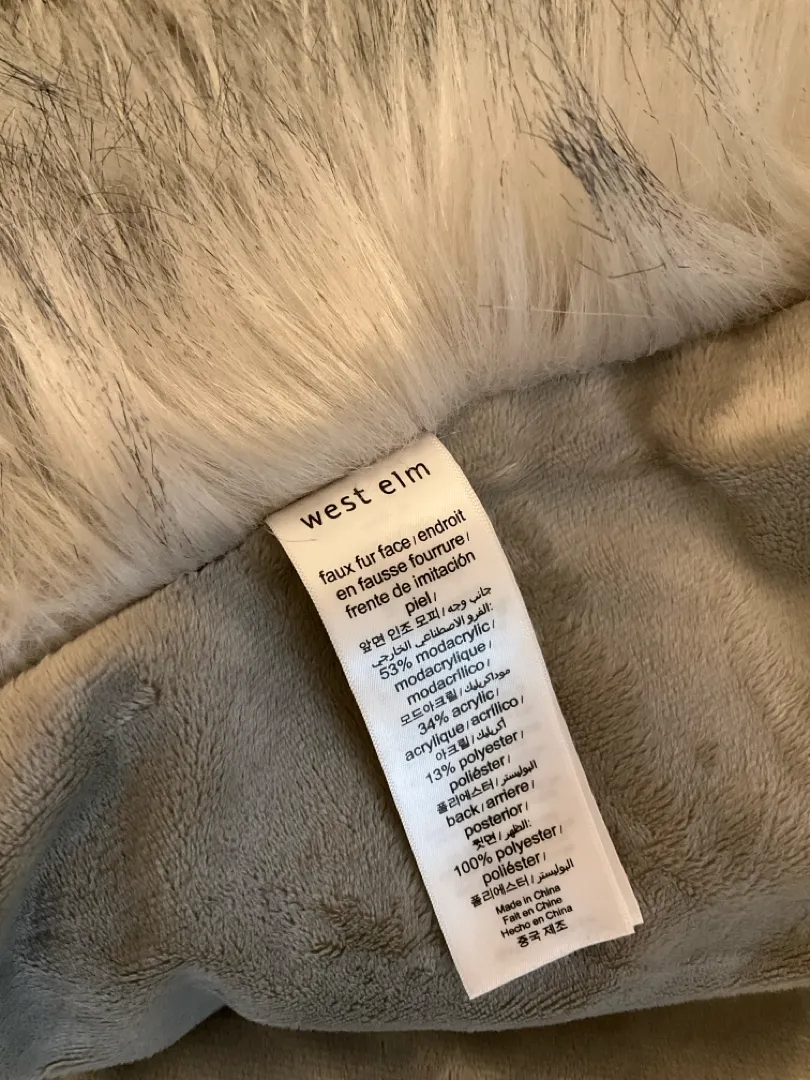 west elm
faux fur face / endroit
en fausse fourrure /
frente de imitación
piel /
앞면 인조 모피 / جانب وجه
الفرو الاصطناعي الخارجي:
53% modacrylic /
modacrylique /
modacrílico /
모드아크릴 / موداكريليك
34% acrylic /
acrylique / acrílico /
아크릴 / أكريليك
13% polyester /
poliéster /
폴리에스터 / البوليستر
back / arriere /
posterior /
뒷면 / الظهر:
100% polyester /
poliéster /
폴리에스터 / البوليستر
Made in China
Fait en Chine
Hecho en China
중국 제조